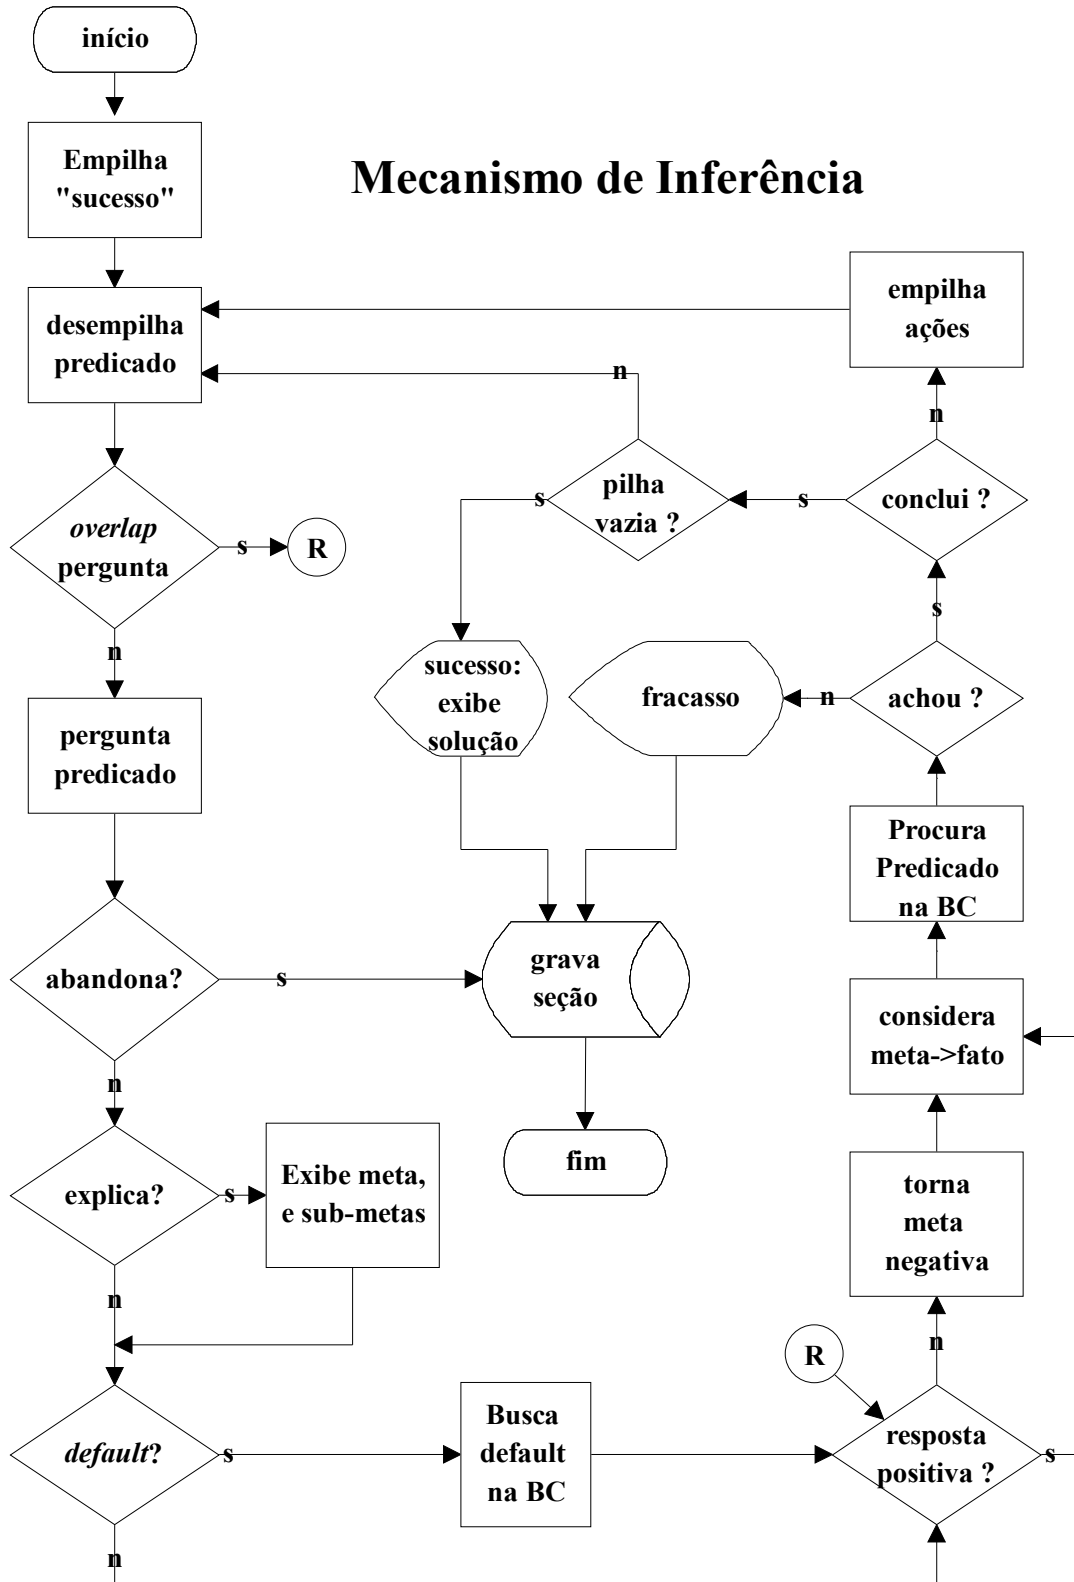 início
Empilha
"sucesso"
Mecanismo de Inferência
desempilha
predicado
empilha
ações
n
n
overlap
pergunta
s
R
pilha
vazia ?
s
s
conclui ?
n
s
pergunta
predicado
sucesso:
exibe
solução
fracasso
n
achou ?
Procura
Predicado
na BC
abandona?
s
grava
seção
considera
meta->fato
n
explica?
s
Exibe meta,
e sub-metas
fim
torna
meta
negativa
n
R
n
default?
s
Busca
default
na BC
resposta
positiva ?
s
n